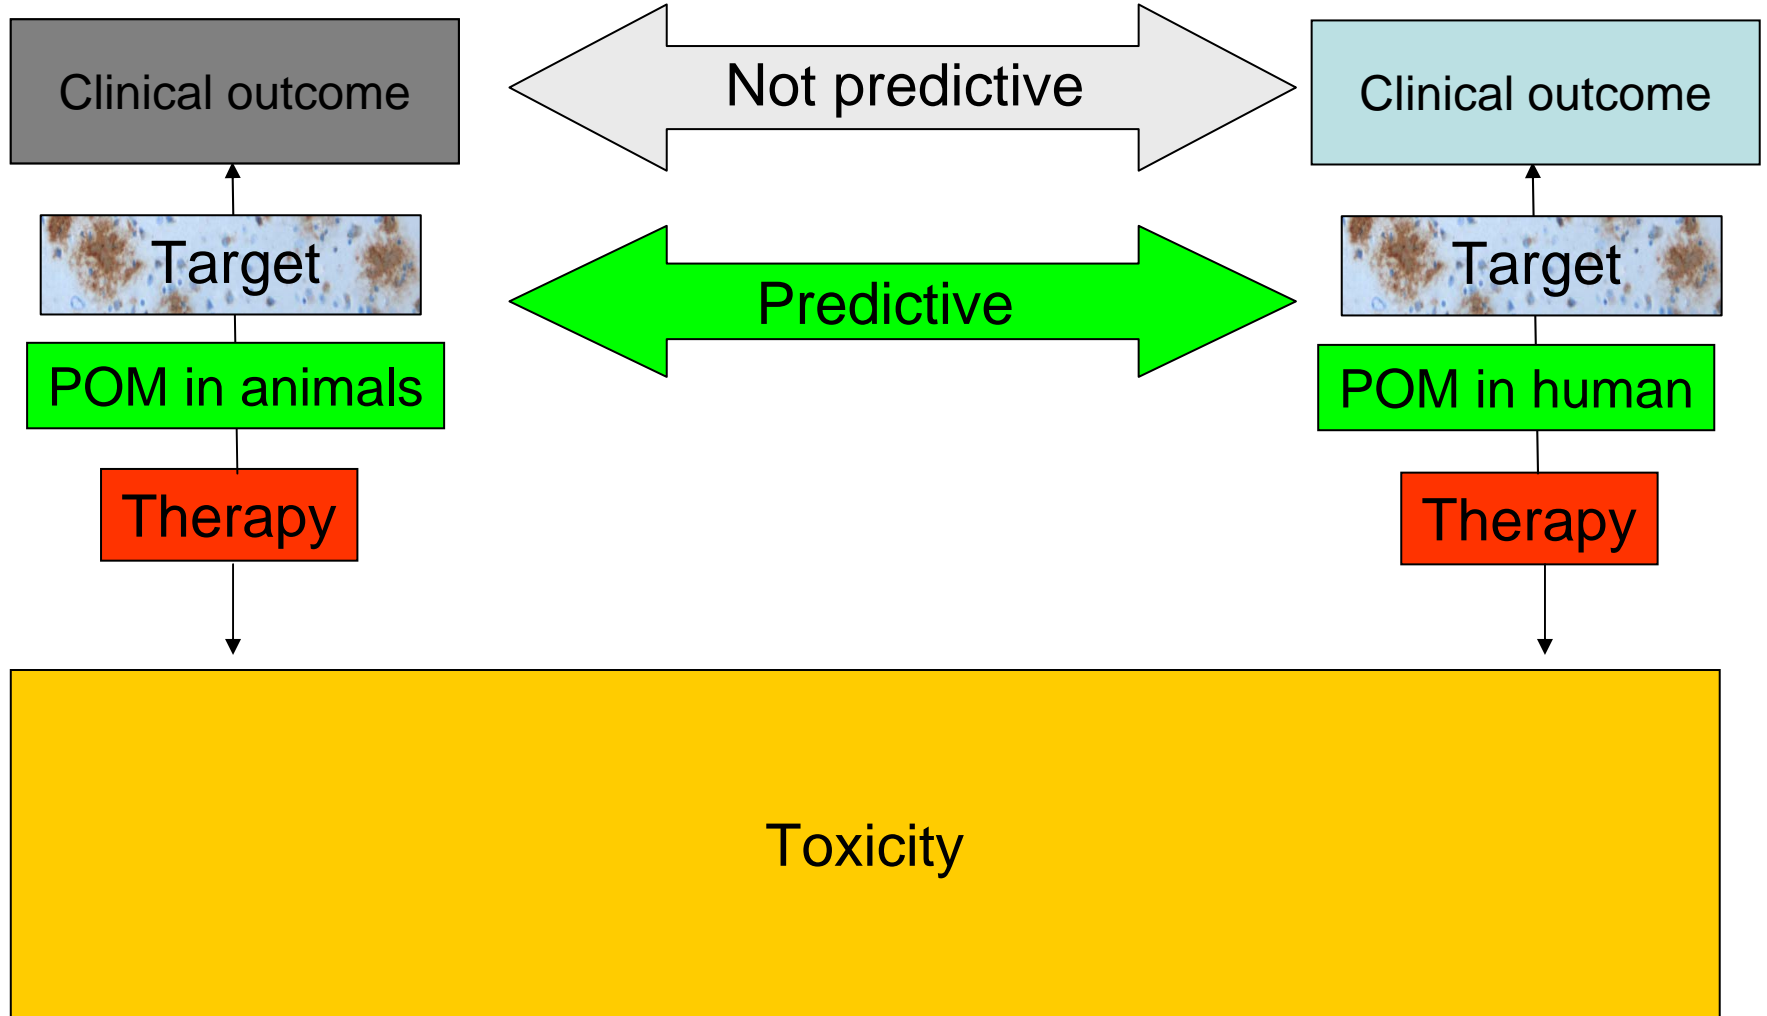 Clinical outcome
Not predictive
Clinical outcome
Target
Predictive
Target
POM in animals
POM in human
Therapy
Therapy
Toxicity